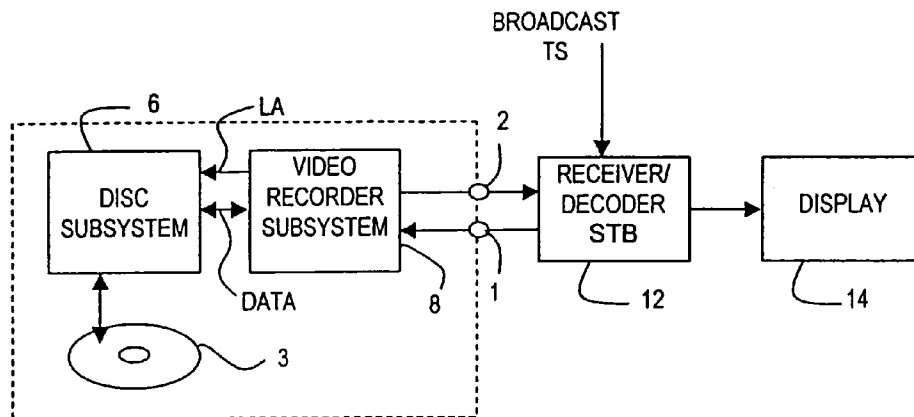 BROADCAST
TS
6
LA
2
DISC
SUBSYSTEM
VIDEO
RECORDER
SUBSYSTEM
RECEIVER/
DECODER
STB
DISPLAY
DATA
8
1
12
14
3